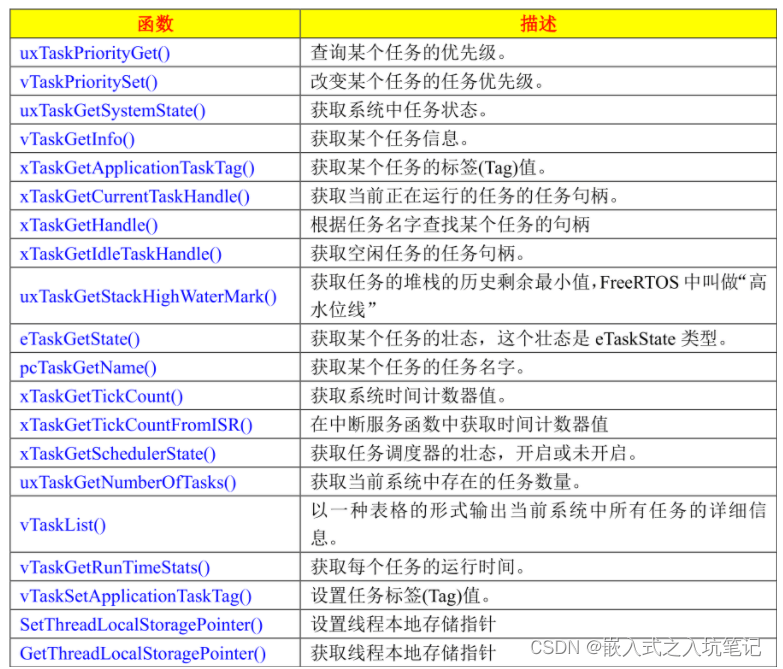 函数 描述
uxTaskPriorityGet() 查询某个任务的优先级。
vTaskPrioritySet() 改变某个任务的任务优先级。
uxTaskGetSystemState() 获取系统中任务状态。
vTaskGetInfo() 获取某个任务信息。
xTaskGetApplicationTaskTag() 获取某个任务的标签(Tag)值。
xTaskGetCurrentTaskHandle() 获取当前正在运行的任务的任务句柄。
xTaskGetHandle() 根据任务名字查找某个任务的句柄
xTaskGetIdleTaskHandle() 获取空闲任务的任务句柄。
uxTaskGetStackHighWaterMark() 获取任务的堆栈的历史剩余最小值，FreeRTOS 中叫做“高
水位线”
eTaskGetState() 获取某个任务的壮态，这个壮态是 eTaskState 类型。
pcTaskGetName() 获取某个任务的任务名字。
xTaskGetTickCount() 获取系统时间计数器值。
xTaskGetTickCountFromISR() 在中断服务函数中获取时间计数器值
xTaskGetSchedulerState() 获取任务调度器的壮态，开启或未开启。
uxTaskGetNumberOfTasks() 获取当前系统中存在的任务数量。
vTaskList() 以一种表格的形式输出当前系统中所有任务的详细信
息。
vTaskGetRunTimeStats() 获取每个任务的运行时间。
vTaskSetApplicationTaskTag() 设置任务标签(Tag)值。
SetThreadLocalStoragePointer() 设置线程本地存储指针
GetThreadLocalStoragePointer() 获取线程本地存储指针
CSDN @嵌入式之入坑笔记